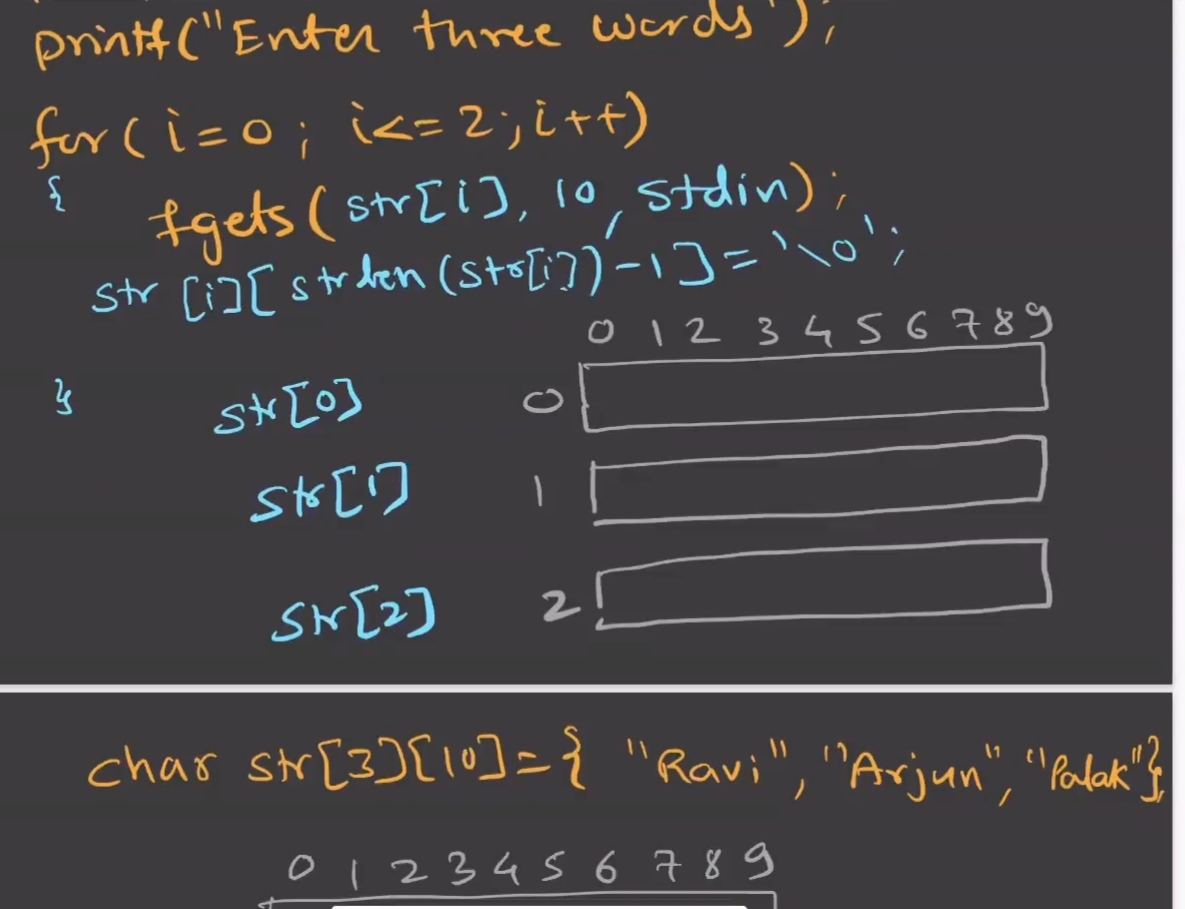 printf("Enter three words");
for(i=0; i<=2;i++)
{
fgets(str[i], 10, stdin);
str[i][strlen(str[i])-1]='\0';
0 1 2 3 4 5 6 7 8 9
} str[0] 0
str[1] 1
str[2] 2
char str[3][10]={ "Ravi", "Arjun", "Palak"};
0 1 2 3 4 5 6 7 8 9